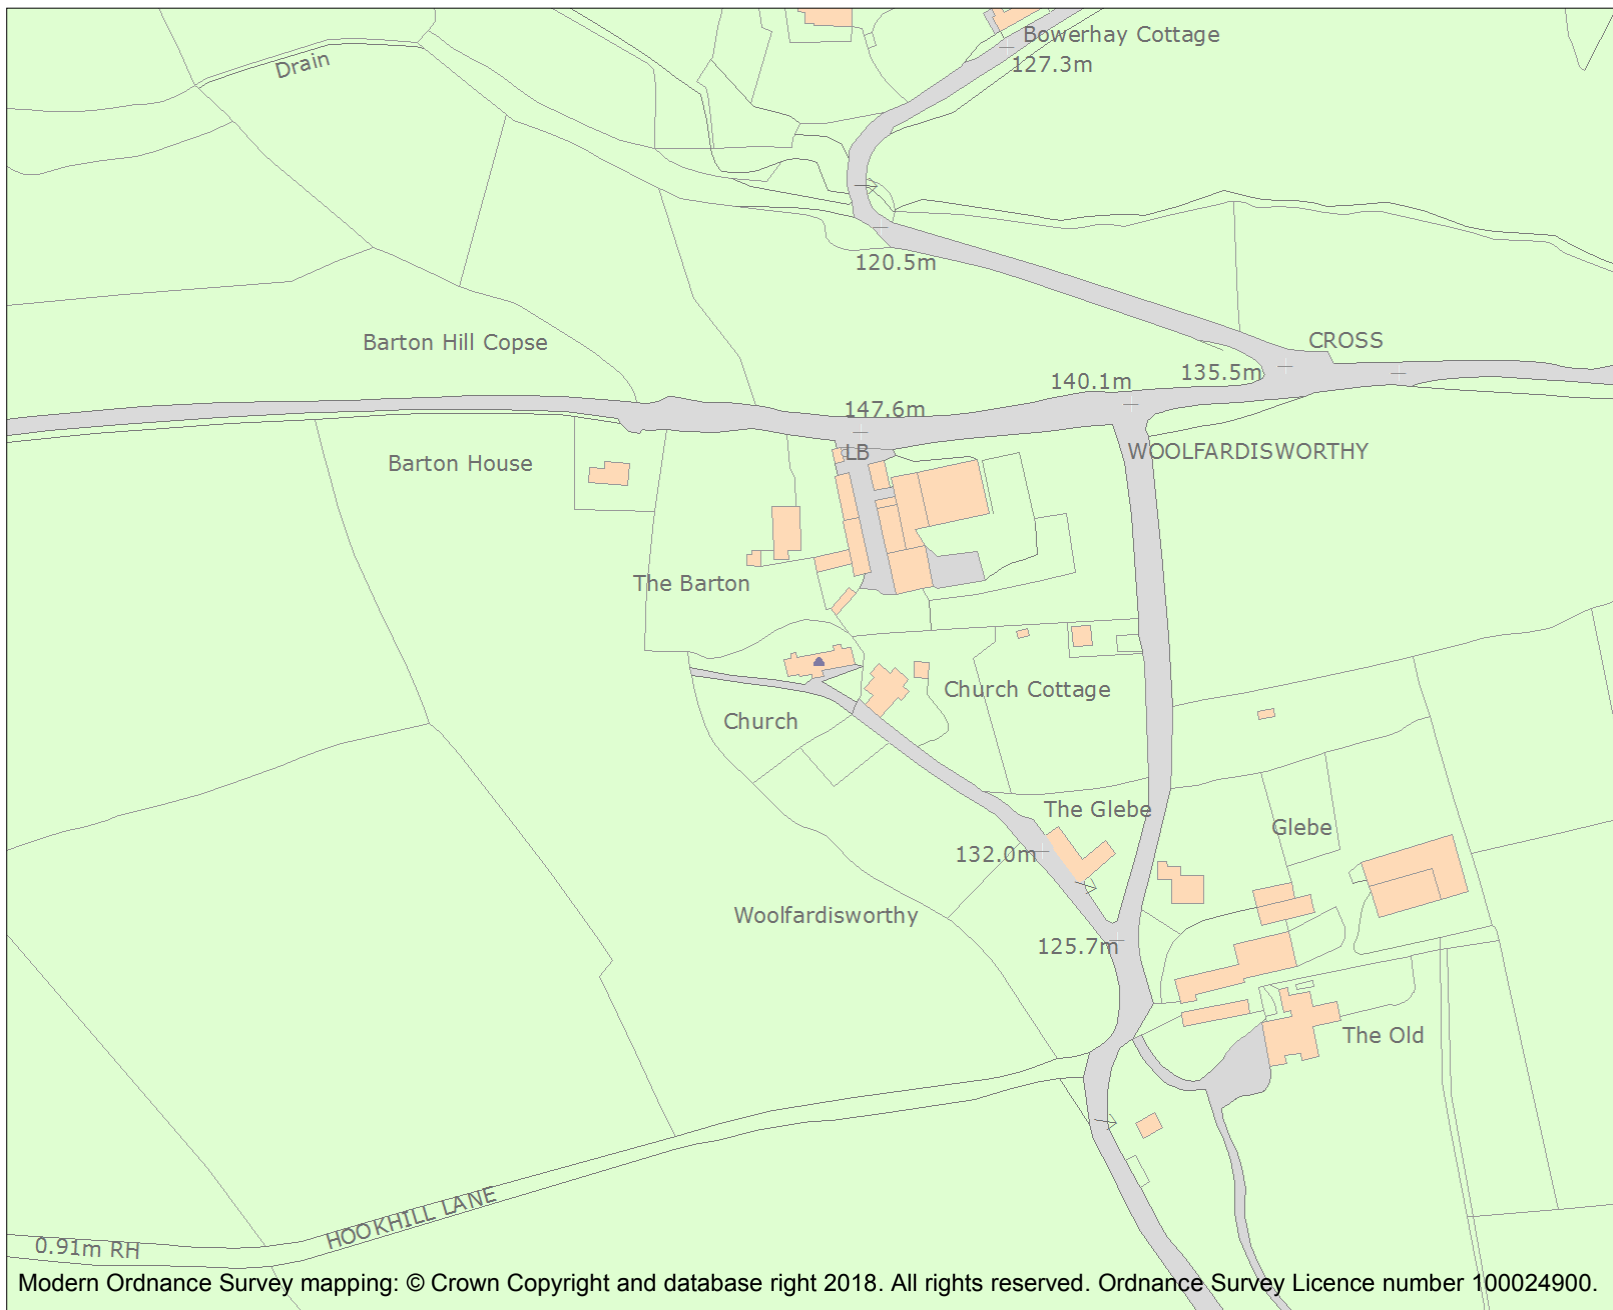 Bowerhay Cottage
Drain
127.3m
120.5m
CROSS
Barton Hill Copse
135.5m
140.1m
147.6m
LB
WOOLFARDISWORTHY
Barton House
The Barton
Church Cottage
Church
The Glebe
Glebe
132.0m
Woolfardisworthy
125.7m
The Old
HOOKHILL LANE
0.91m RH
Modern Ordnance Survey mapping: © Crown Copyright and database right 2018. All rights reserved. Ordnance Survey Licence number 100024900.